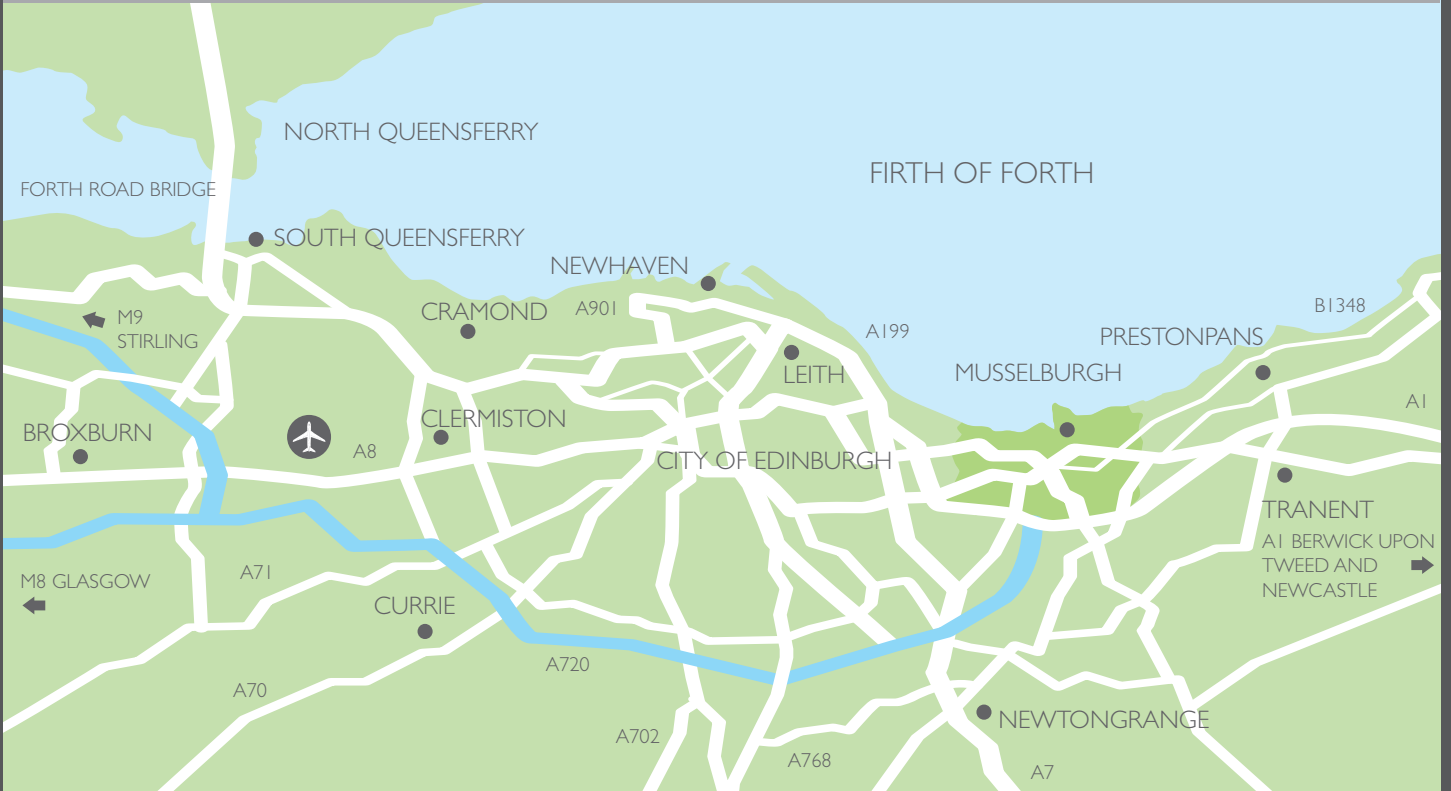 NORTH QUEENSFERRY
FIRTH OF FORTH
FORTH ROAD BRIDGE
SOUTH QUEENSFERRY
NEWHAVEN
A901
CRAMOND
M9
STIRLING
B1348
A199
PRESTONPANS
LEITH
MUSSELBURGH
A1
CLERMISTON
BROXBURN
A8
CITY OF EDINBURGH
TRANENT
A1 BERWICK UPON
TWEED AND
NEWCASTLE
A71
M8 GLASGOW
CURRIE
A720
A70
NEWTONGRANGE
A702
A768
A7